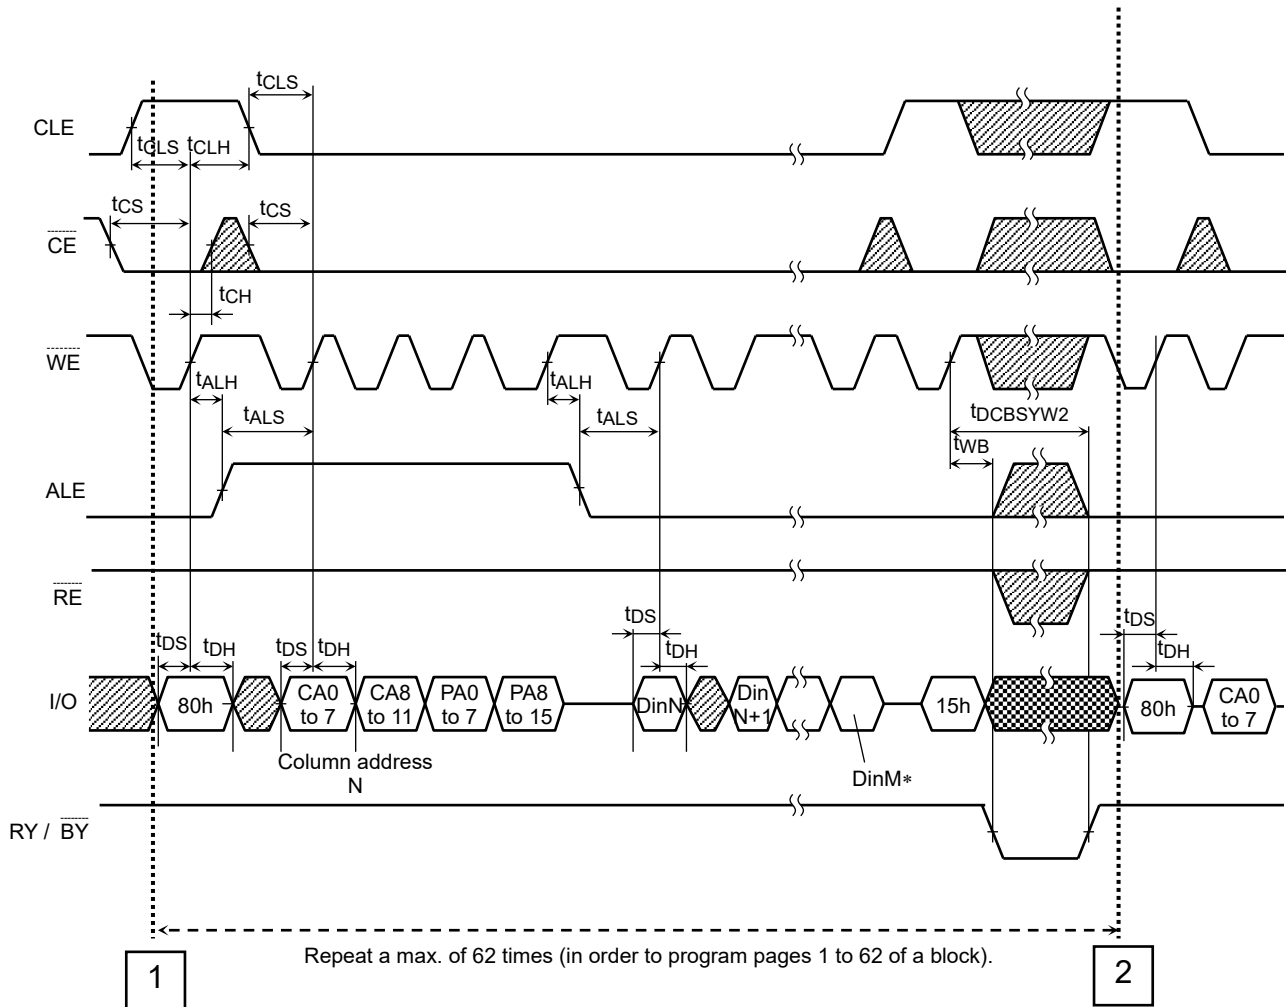 tCLS
CLE
tCLS tCLH
tCS tCS
CE
tCH
WE
tALH tALH
tALS tALS tDCBSYW2
tWB
ALE
RE
tDS tDH tDS tDH tDS tDH tDS tDH
I/O 80h CA0 to 7 CA8 to 11 PA0 to 7 PA8 to 15 DinN Din N+1 15h 80h CA0 to 7
Column address
N
DinM*
RY / BY
Repeat a max. of 62 times (in order to program pages 1 to 62 of a block).
1 2